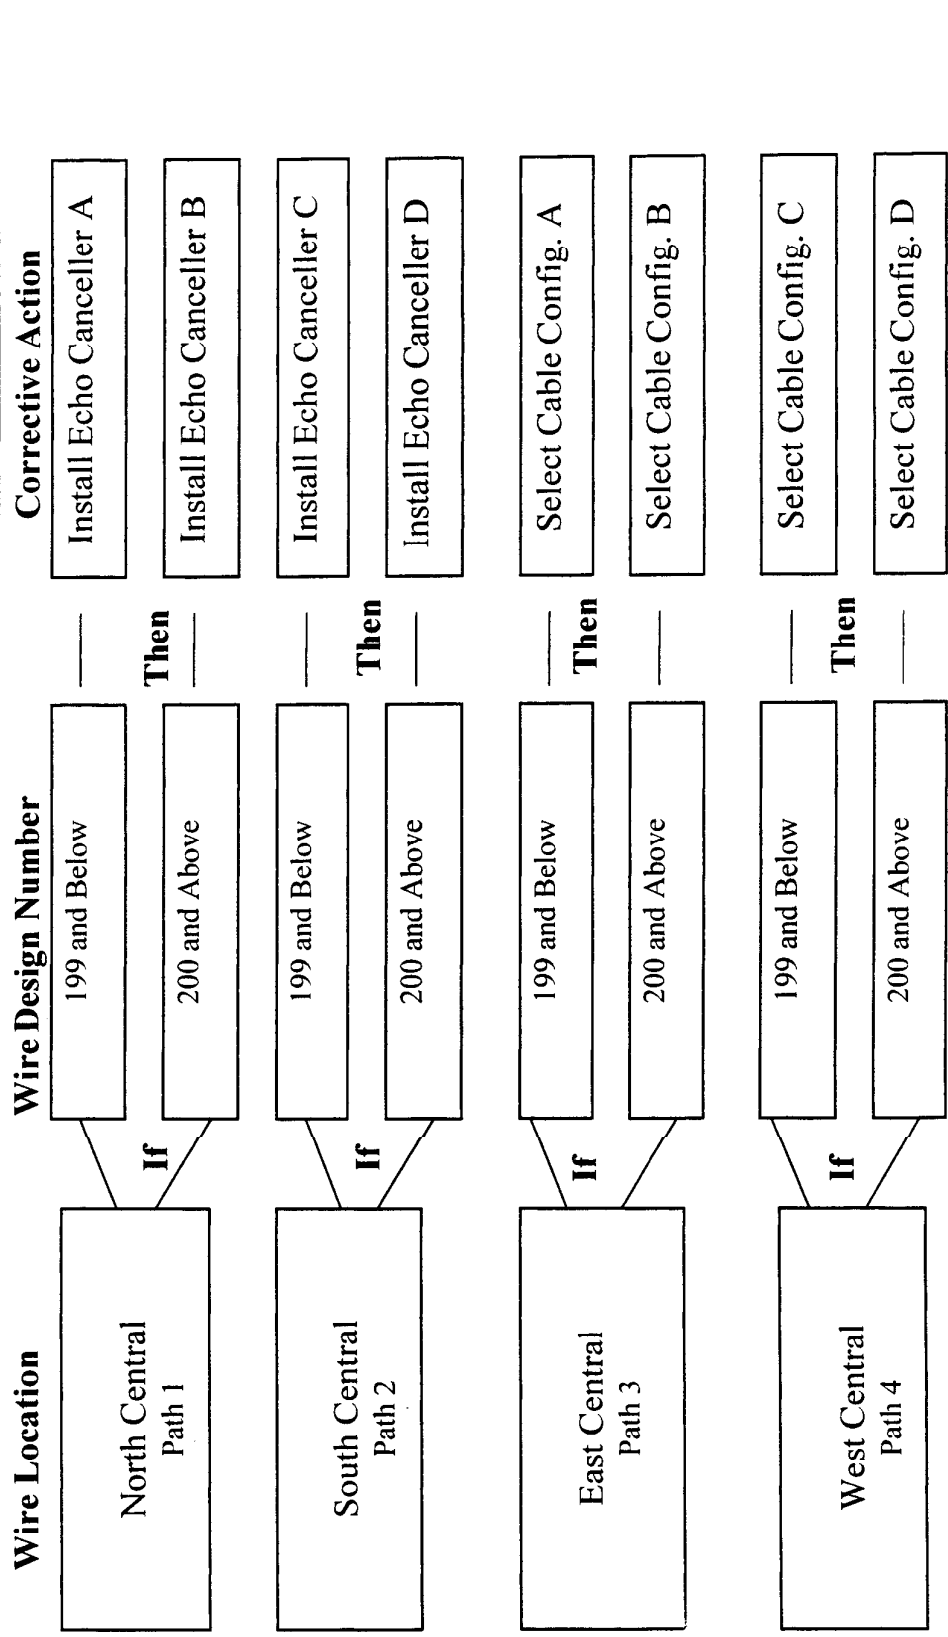 Wire Location
Wire Design Number
Corrective Action
North Central
Path 1
If
199 and Below
200 and Above
Then
Install Echo Canceller A
Install Echo Canceller B
South Central
Path 2
If
199 and Below
200 and Above
Then
Install Echo Canceller C
Install Echo Canceller D
East Central
Path 3
If
199 and Below
200 and Above
Then
Select Cable Config. A
Select Cable Config. B
West Central
Path 4
If
199 and Below
200 and Above
Then
Select Cable Config. C
Select Cable Config. D